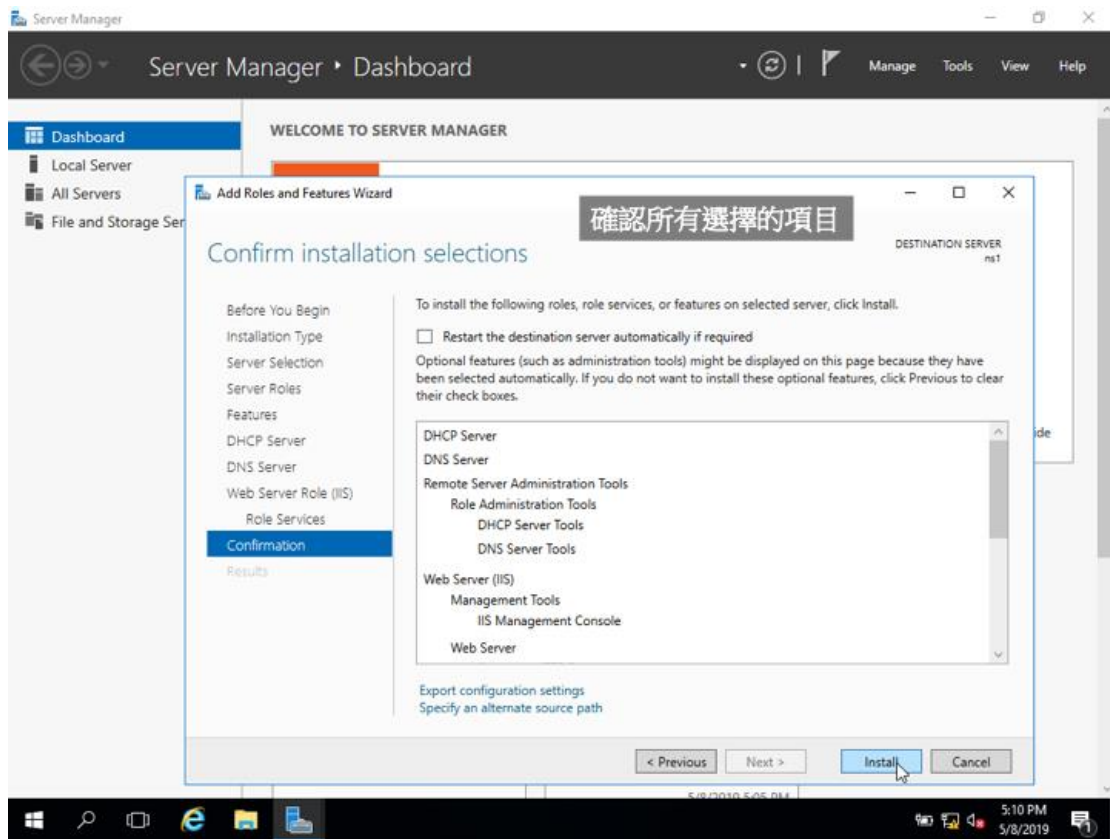 Server Manager
Server Manager ‣ Dashboard
Manage Tools View Help
Dashboard
Local Server
All Servers
File and Storage Ser
WELCOME TO SERVER MANAGER
Add Roles and Features Wizard
確認所有選擇的項目
Confirm installation selections
DESTINATION SERVER
ns1
Before You Begin
Installation Type
Server Selection
Server Roles
Features
DHCP Server
DNS Server
Web Server Role (IIS)
Role Services
Confirmation
Results
To install the following roles, role services, or features on selected server, click Install.
Restart the destination server automatically if required
Optional features (such as administration tools) might be displayed on this page because they have
been selected automatically. If you do not want to install these optional features, click Previous to clear
their check boxes.
DHCP Server
DNS Server
Remote Server Administration Tools
Role Administration Tools
DHCP Server Tools
DNS Server Tools
Web Server (IIS)
Management Tools
IIS Management Console
Web Server
ide
Export configuration settings
Specify an alternate source path
< Previous Next > Install Cancel
5/8/2019 5:05 PM
5:10 PM
5/8/2019
1